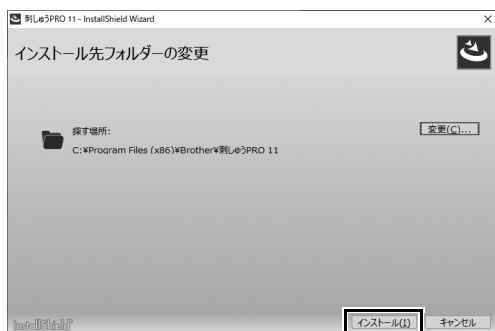 刺しゅうPRO 11 - InstallShield Wizard
インストール先フォルダーの変更
探す場所:
変更(C)...
C:¥Program Files (x86)¥Brother¥刺しゅうPRO 11
InstallShield
インストール(I)
キャンセル